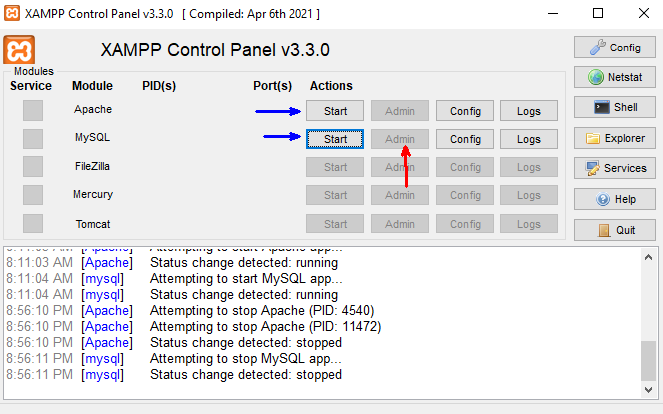 XAMPP Control Panel v3.3.0 [ Compiled: Apr 6th 2021 ]
XAMPP Control Panel v3.3.0
Config
Modules
Service Module PID(s) Port(s) Actions
Netstat
Apache Start Admin Config Logs
Shell
MySQL Start Admin Config Logs
Explorer
FileZilla Start Admin Config Logs
Services
Mercury Start Admin Config Logs
Help
Tomcat Start Admin Config Logs
Quit
8:11:03 AM [Apache] Attempting to start Apache app...
8:11:03 AM [Apache] Status change detected: running
8:11:04 AM [mysql] Attempting to start MySQL app...
8:11:04 AM [mysql] Status change detected: running
8:56:10 PM [Apache] Attempting to stop Apache (PID: 4540)
8:56:10 PM [Apache] Attempting to stop Apache (PID: 11472)
8:56:10 PM [Apache] Status change detected: stopped
8:56:11 PM [mysql] Attempting to stop MySQL app...
8:56:11 PM [mysql] Status change detected: stopped